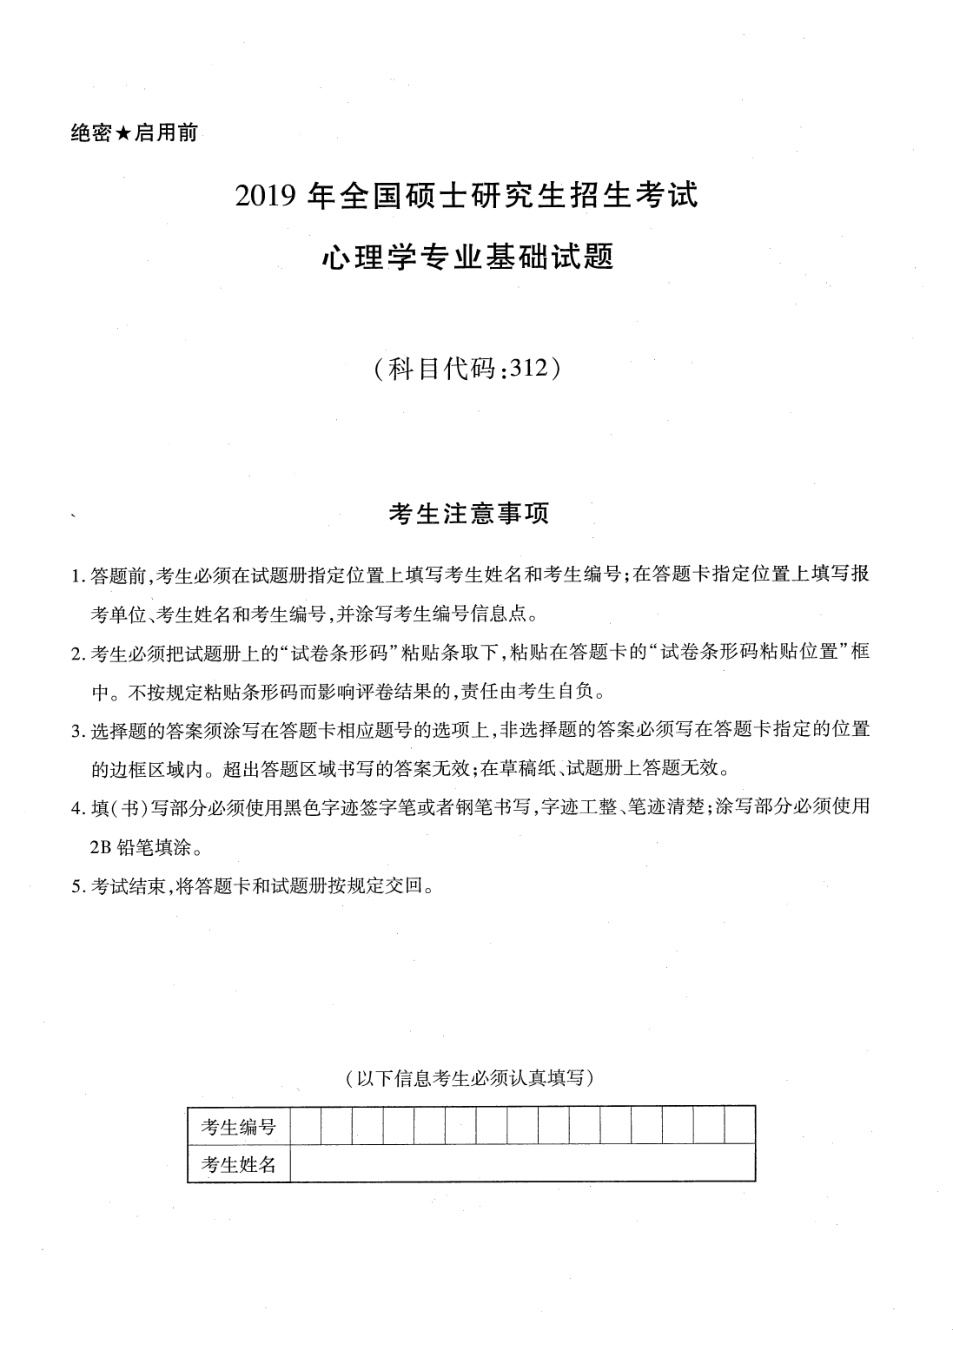 绝密★启用前
2019 年全国硕士研究生招生考试
心理学专业基础试题
(科目代码:312)
考生注意事项
1. 答题前,考生必须在试题册指定位置上填写考生姓名和考生编号;在答题卡指定位置上填写报
考单位、考生姓名和考生编号,并涂写考生编号信息点。
2. 考生必须把试题册上的“试卷条形码”粘贴条取下,粘贴在答题卡的“试卷条形码粘贴位置”框
中。不按规定粘贴条形码而影响评卷结果的,责任由考生自负。
3. 选择题的答案须涂写在答题卡相应题号的选项上,非选择题的答案必须写在答题卡指定的位置
的边框区域内。超出答题区域书写的答案无效;在草稿纸、试题册上答题无效。
4. 填(书)写部分必须使用黑色字迹签字笔或者钢笔书写,字迹工整、笔迹清楚;涂写部分必须使用
2B 铅笔填涂。
5. 考试结束,将答题卡和试题册按规定交回。
(以下信息考生必须认真填写)
考生编号
考生姓名